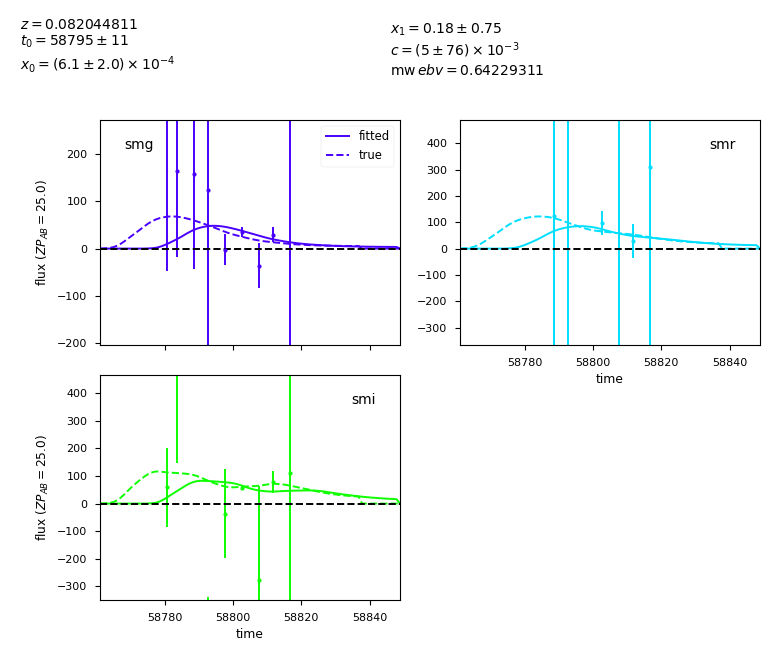 z = 0.082044811
t₀ = 58795 ± 11
x₀ = (6.1 ± 2.0) × 10⁻⁴
x₁ = 0.18 ± 0.75
c = (5 ± 76) × 10⁻³
mw ebv = 0.64229311
smg
fitted
true
200
100
0
−100
−200
flux (ZP_AB = 25.0)
smr
400
300
200
100
0
−100
−200
−300
58780 58800 58820 58840
time
smi
400
300
200
100
0
−100
−200
−300
flux (ZP_AB = 25.0)
58780 58800 58820 58840
time